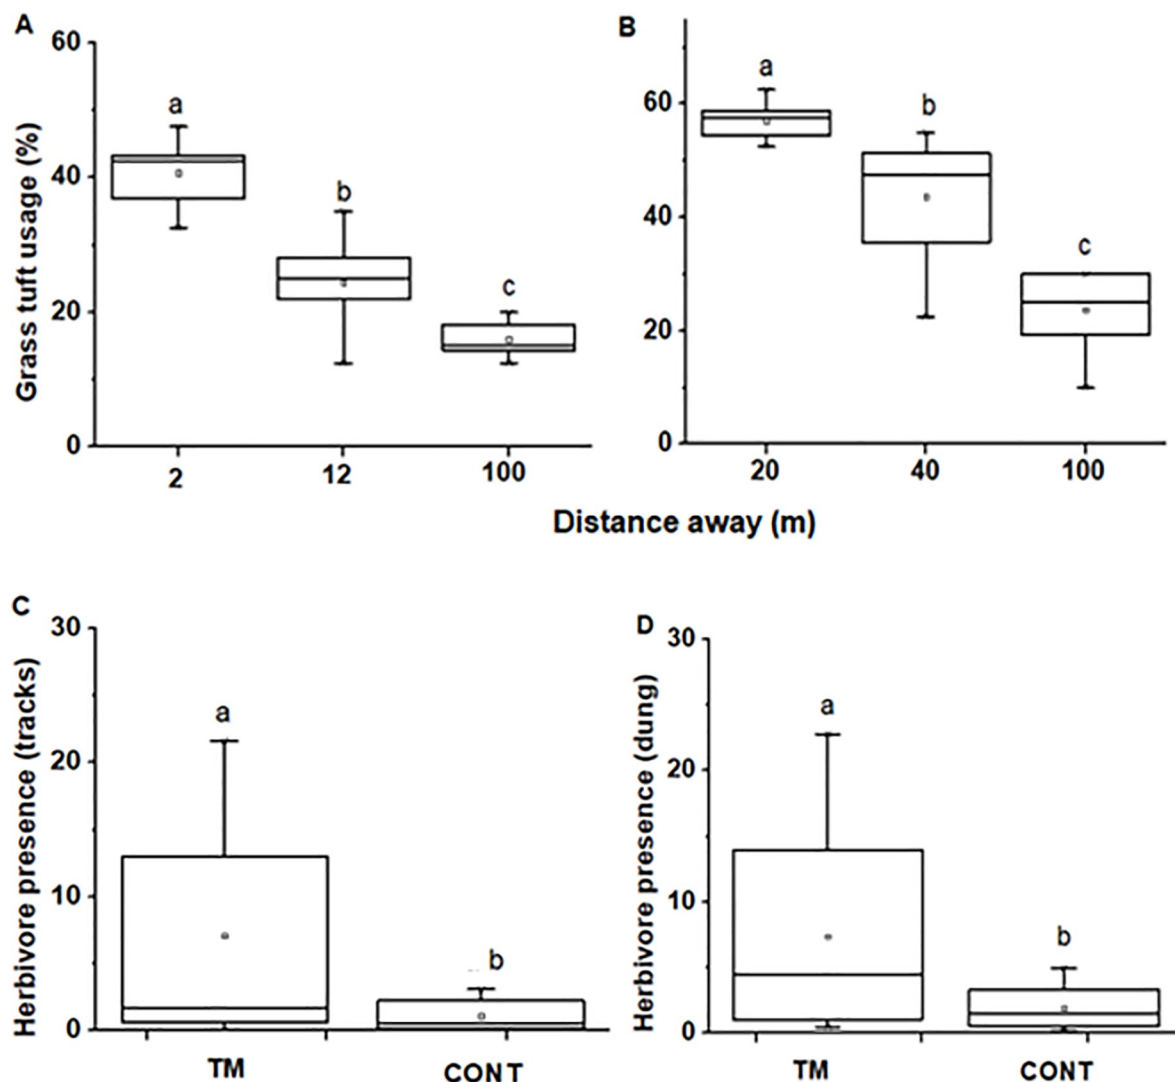 A
B
Grass tuft usage (%)
60
40
20
0
a
b
c
2
12
100
60
40
20
0
a
b
c
20
40
100
Distance away (m)
C
D
Herbivore presence (tracks)
30
20
10
0
a
b
TM
CONT
Herbivore presence (dung)
30
20
10
0
a
b
TM
CONT